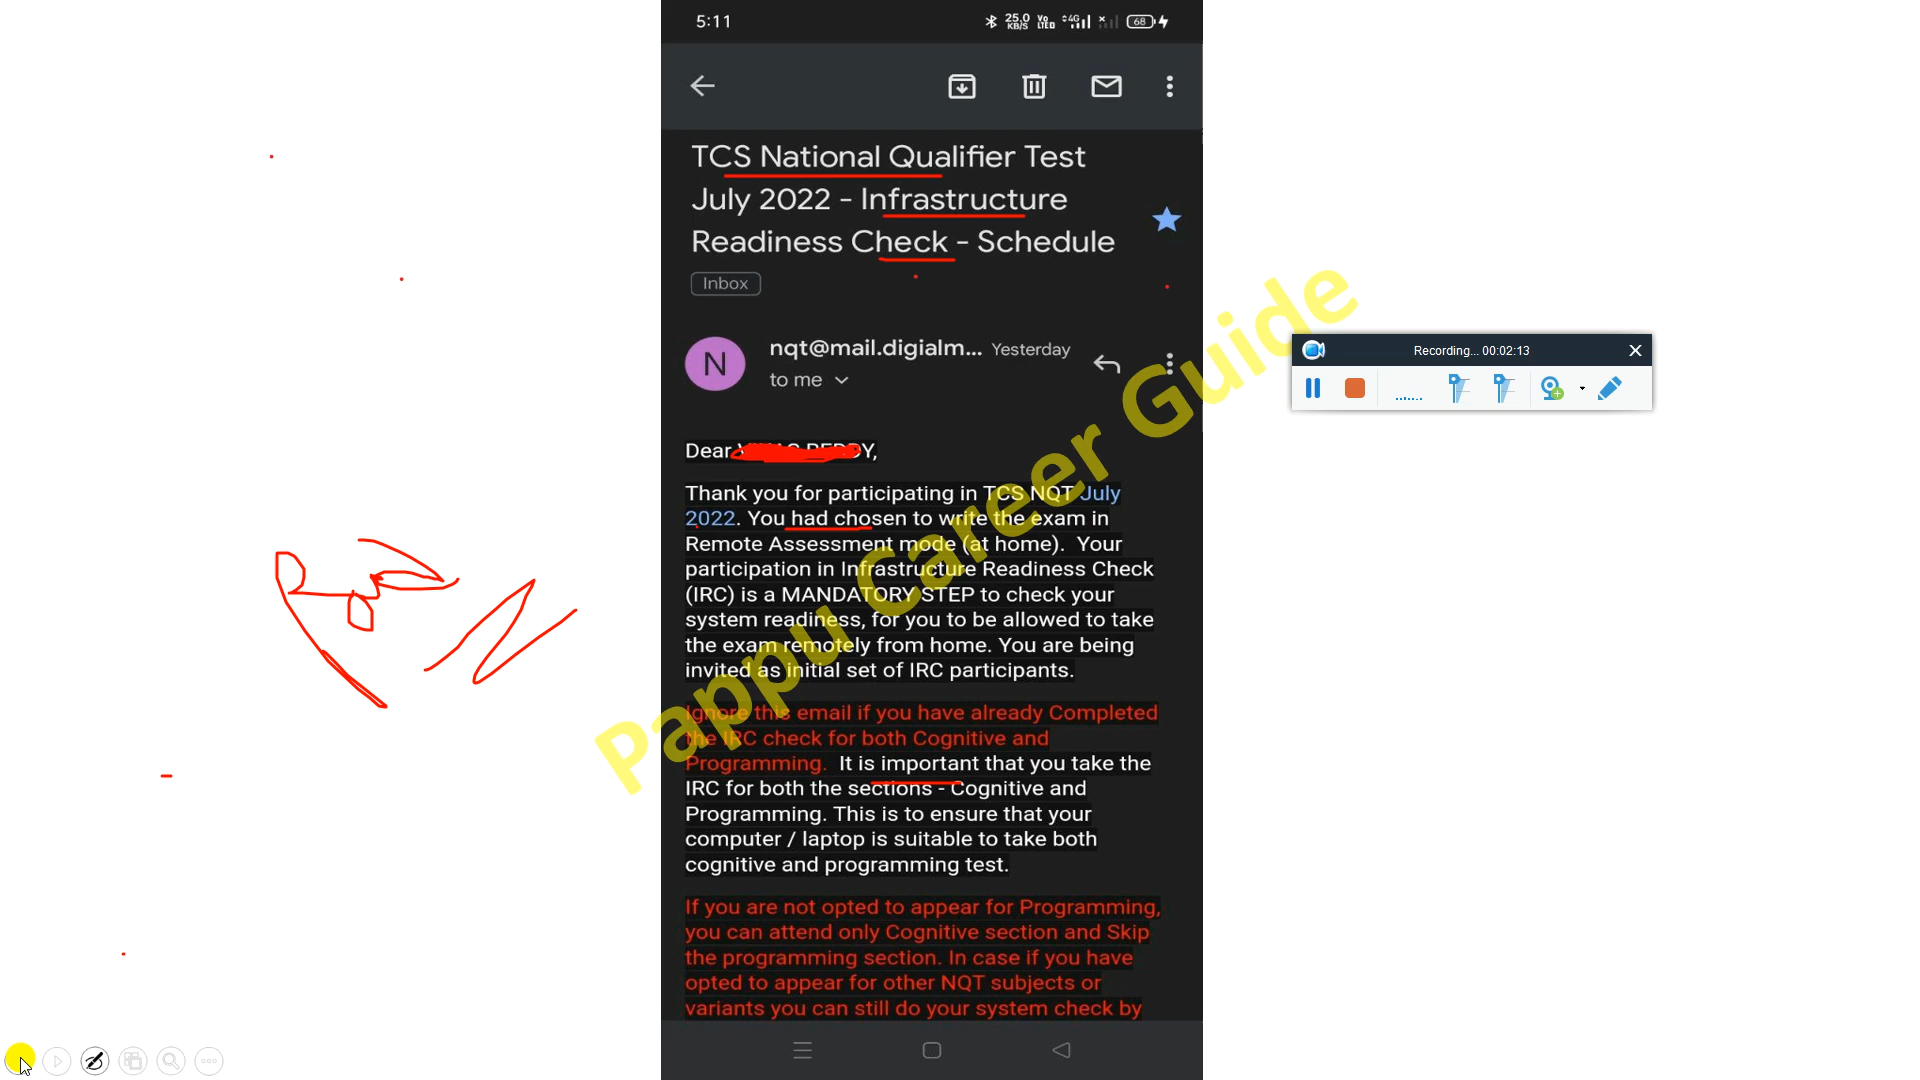 5:11
25.0 KB/S
Vo LTE
4G
68
TCS National Qualifier Test
July 2022 - Infrastructure
Readiness Check - Schedule
Inbox
N
nqt@mail.digialm... Yesterday
to me
Dear
Thank you for participating in TCS NQT July
2022. You had chosen to write the exam in
Remote Assessment mode (at home). Your
participation in Infrastructure Readiness Check
(IRC) is a MANDATORY STEP to check your
system readiness, for you to be allowed to take
the exam remotely from home. You are being
invited as initial set of IRC participants.
Ignore this email if you have already Completed
the IRC check for both Cognitive and
Programming. It is important that you take the
IRC for both the sections - Cognitive and
Programming. This is to ensure that your
computer / laptop is suitable to take both
cognitive and programming test.
If you are not opted to appear for Programming,
you can attend only Cognitive section and Skip
the programming section. In case if you have
opted to appear for other NQT subjects or
variants you can still do your system check by
Pappu Career Guide
Recording... 00:02:13